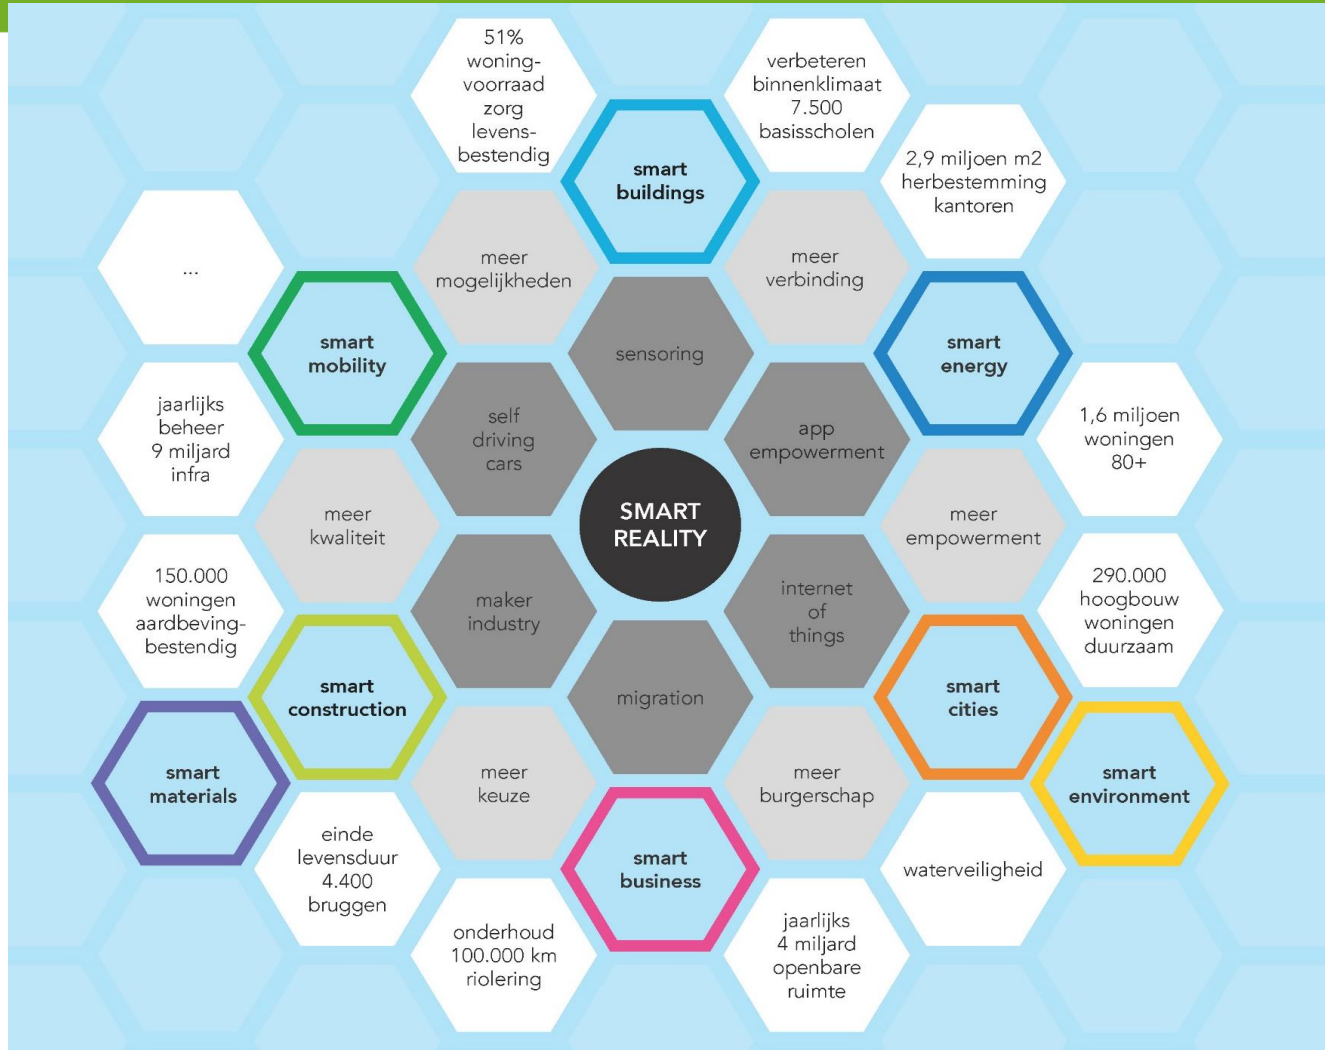 51%
woning-
voorraad
zorg
levens-
bestendig
verbeteren
binnenklimaat
7.500
basisscholen
smart
buildings
2,9 miljoen m2
herbestemming
kantoren
...
meer
mogelijkheden
meer
verbinding
smart
mobility
sensoring
smart
energy
jaarlijks
beheer
9 miljard
infra
self
driving
cars
app
empowerment
1,6 miljoen
woningen
80+
meer
kwaliteit
SMART
REALITY
meer
empowerment
150.000
woningen
aardbeving-
bestendig
maker
industry
internet
of
things
290.000
hoogbouw
woningen
duurzaam
smart
construction
migration
smart
cities
smart
materials
meer
keuze
meer
burgerschap
smart
environment
einde
levensduur
4.400
bruggen
smart
business
waterveiligheid
onderhoud
100.000 km
riolering
jaarlijks
4 miljard
openbare
ruimte